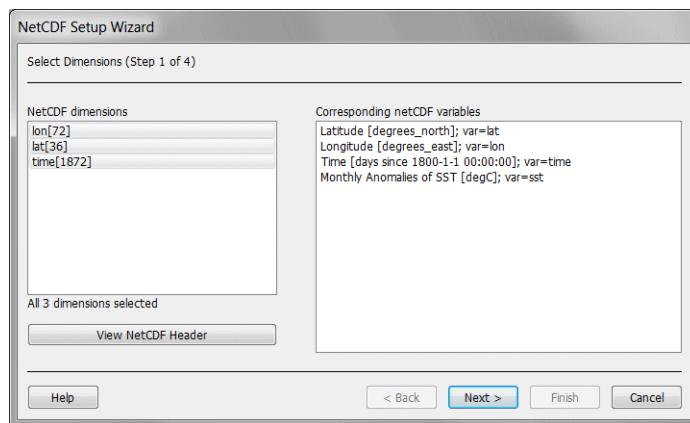 NetCDF Setup Wizard
Select Dimensions (Step 1 of 4)
NetCDF dimensions
lon[72]
lat[36]
time[1872]
All 3 dimensions selected
View NetCDF Header
Corresponding netCDF variables
Latitude [degrees_north]; var=lat
Longitude [degrees_east]; var=lon
Time [days since 1800-1-1 00:00:00]; var=time
Monthly Anomalies of SST [degC]; var=sst
Help
< Back
Next >
Finish
Cancel